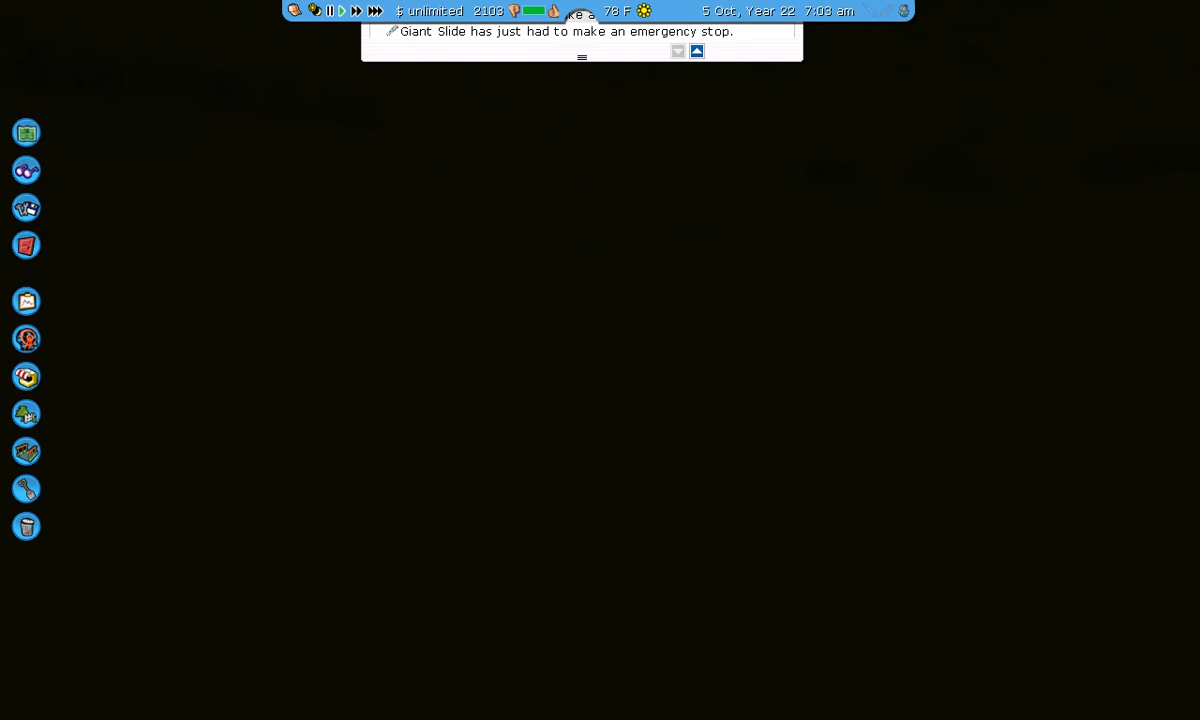 $ unlimited 2103 78 F 5 Oct, Year 22 7:03 am
Giant Slide has just had to make an emergency stop.